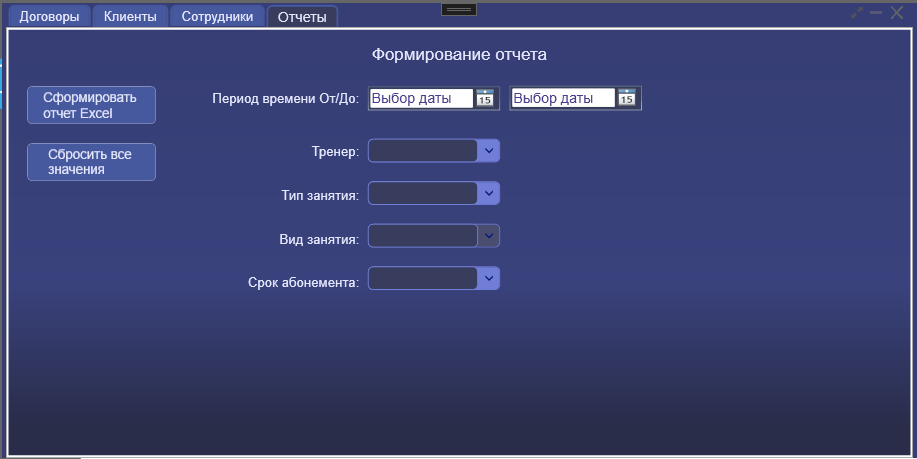 Договоры Клиенты Сотрудники Отчеты
Формирование отчета
Сформировать
отчет Excel
Период времени От/До: Выбор даты 15 Выбор даты 15
Сбросить все
значения
Тренер:
Тип занятия:
Вид занятия:
Срок абонемента: